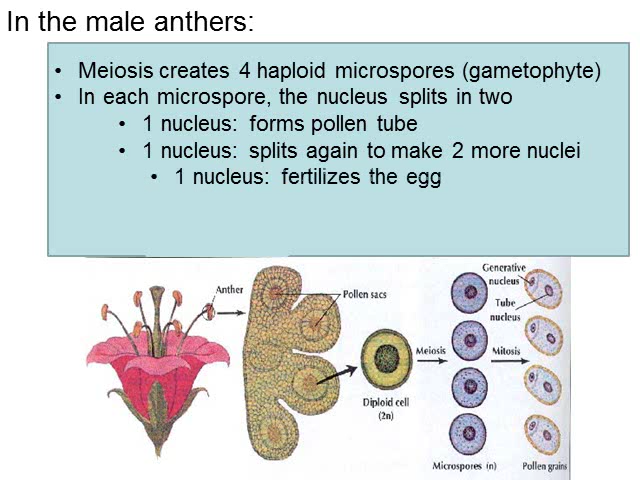 In the male anthers:
• Meiosis creates 4 haploid microspores (gametophyte)
• In each microspore, the nucleus splits in two
• 1 nucleus: forms pollen tube
• 1 nucleus: splits again to make 2 more nuclei
• 1 nucleus: fertilizes the egg
Anther
Pollen sacs
Diploid cell
(2n)
Meiosis
Microspores (n)
Mitosis
Generative
nucleus
Tube
nucleus
Pollen grains